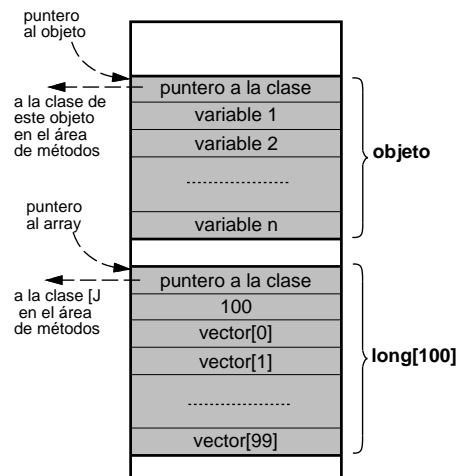 puntero
al objeto
puntero a la clase
a la clase de
este objeto
en el área
de métodos
variable 1
variable 2
objeto
.....................
variable n
puntero
al array
puntero a la clase
a la clase [J
en el área
de métodos
100
vector[0]
vector[1]
long[100]
.....................
vector[99]